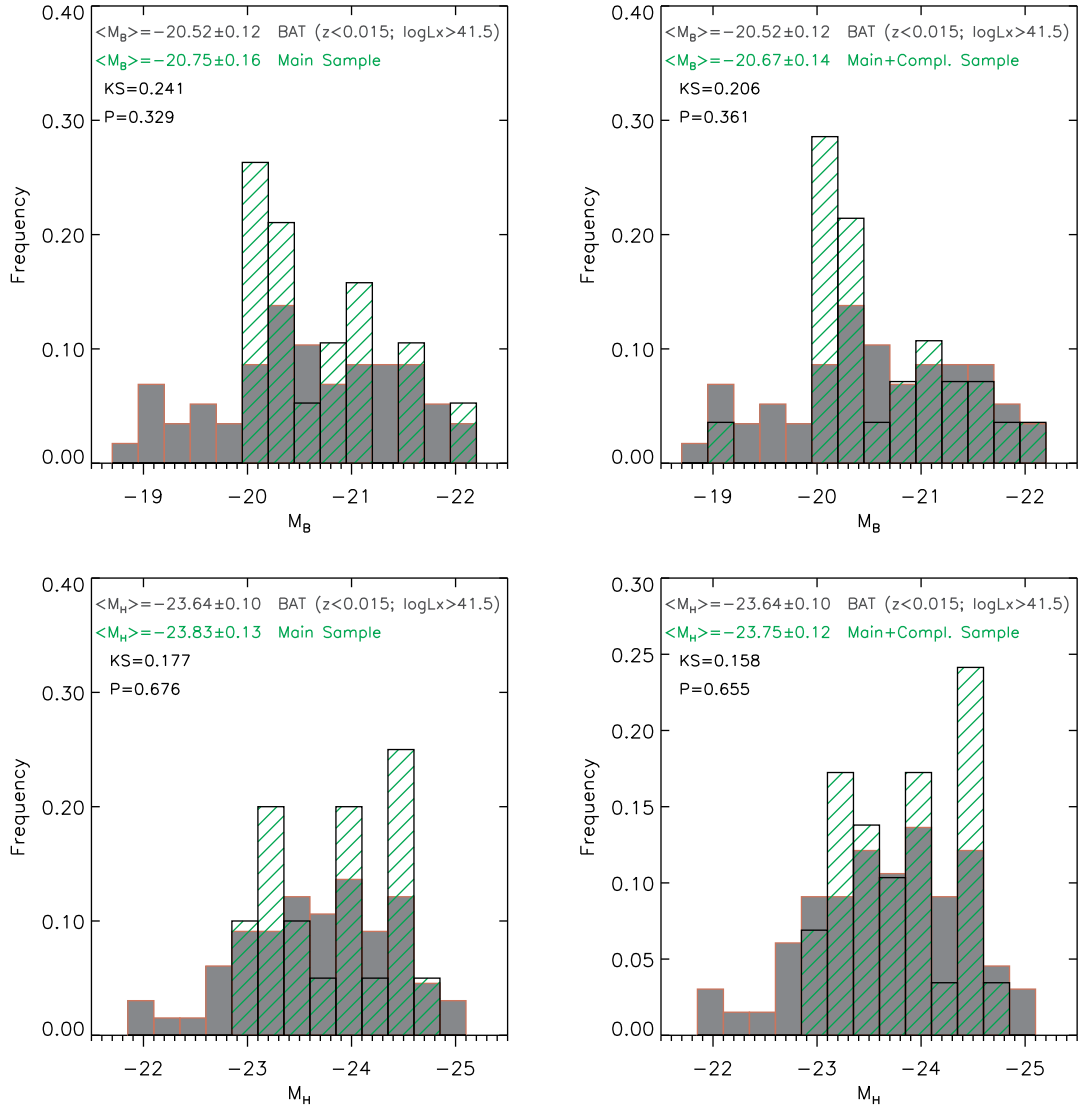 <M_B>=−20.52±0.12 BAT (z<0.015; logLx>41.5)
<M_B>=−20.75±0.16 Main Sample
KS=0.241
P=0.329
0.40
0.30
0.20
0.10
0.00
Frequency
−19 −20 −21 −22
M_B
<M_B>=−20.52±0.12 BAT (z<0.015; logLx>41.5)
<M_B>=−20.67±0.14 Main+Compl. Sample
KS=0.206
P=0.361
0.40
0.30
0.20
0.10
0.00
Frequency
−19 −20 −21 −22
M_B
<M_H>=−23.64±0.10 BAT (z<0.015; logLx>41.5)
<M_H>=−23.83±0.13 Main Sample
KS=0.177
P=0.676
0.40
0.30
0.20
0.10
0.00
Frequency
−22 −23 −24 −25
M_H
<M_H>=−23.64±0.10 BAT (z<0.015; logLx>41.5)
<M_H>=−23.75±0.12 Main+Compl. Sample
KS=0.158
P=0.655
0.30
0.25
0.20
0.15
0.10
0.05
0.00
Frequency
−22 −23 −24 −25
M_H